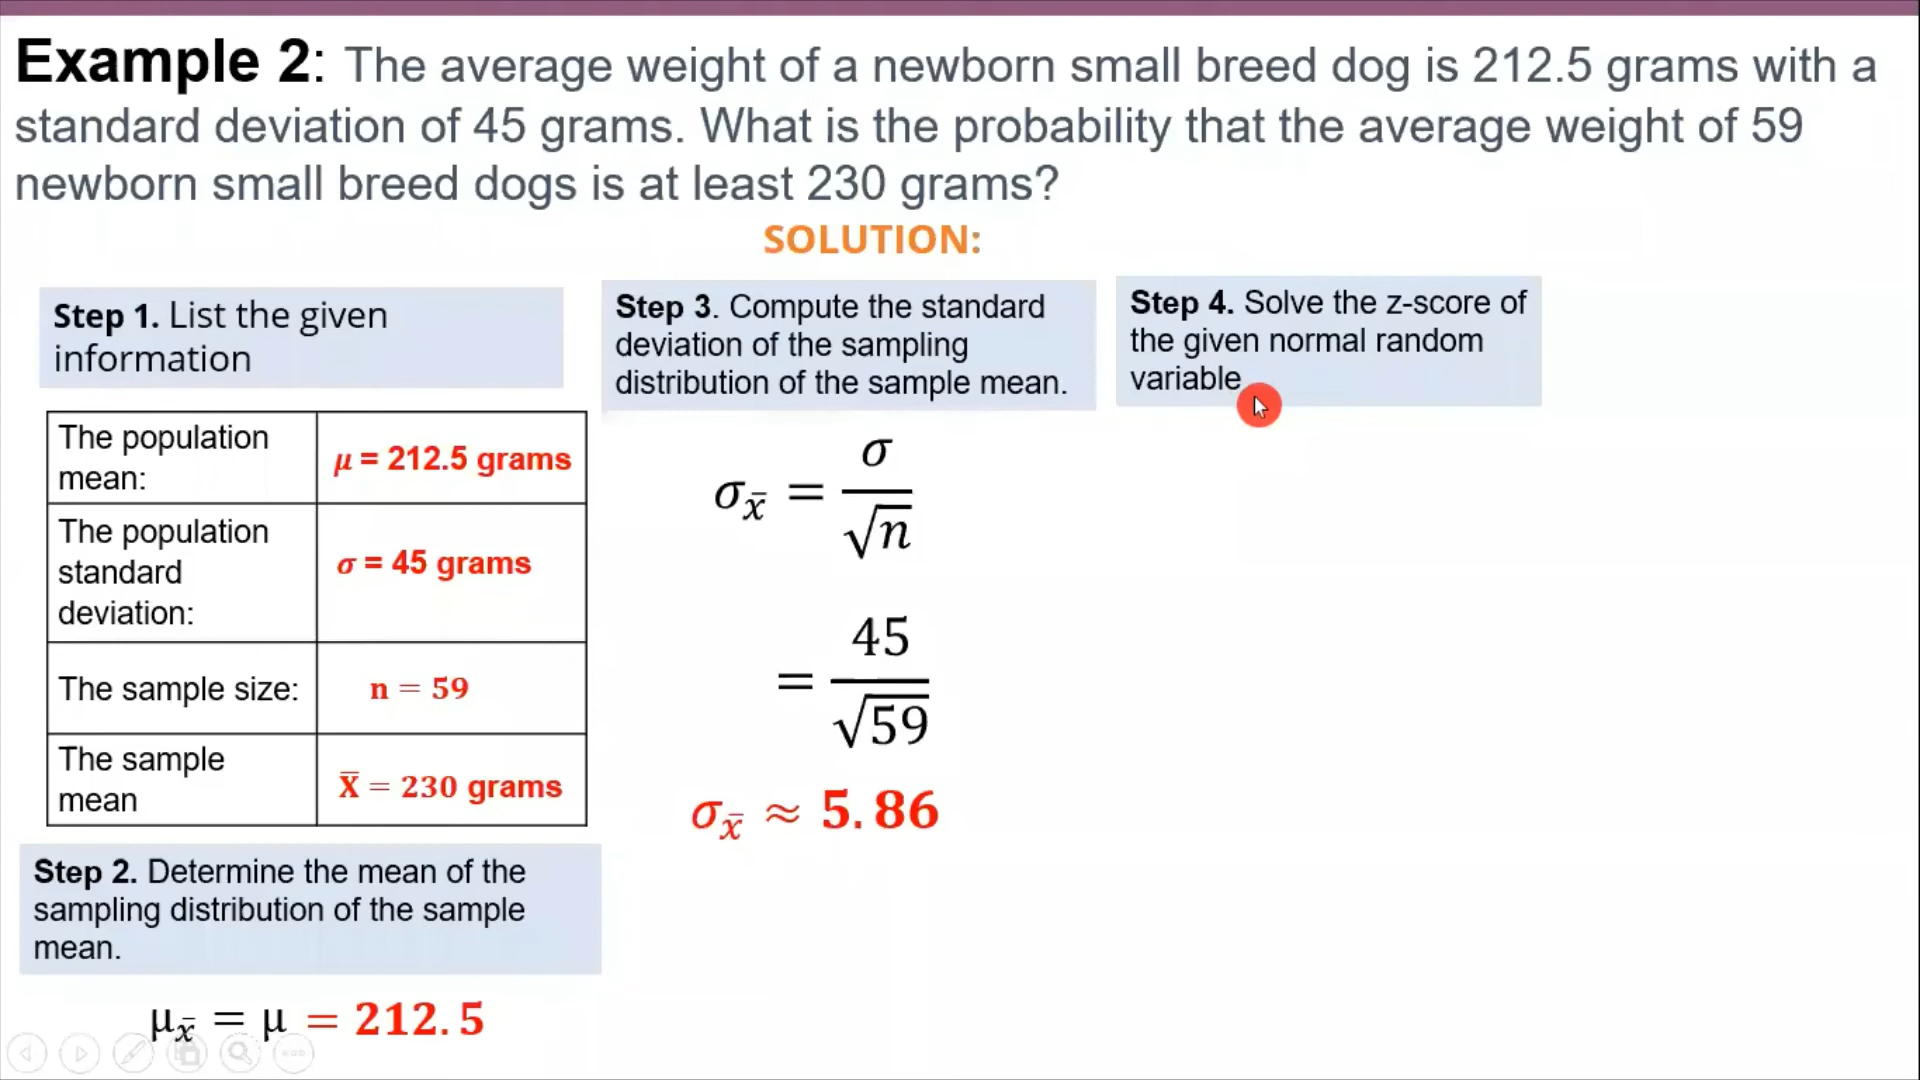 Example 2: The average weight of a newborn small breed dog is 212.5 grams with a
standard deviation of 45 grams. What is the probability that the average weight of 59
newborn small breed dogs is at least 230 grams?
SOLUTION:
Step 1. List the given
information
The population
mean:
μ = 212.5 grams
The population
standard
deviation:
σ = 45 grams
The sample size:
n = 59
The sample
mean
X̅ = 230 grams
Step 2. Determine the mean of the
sampling distribution of the sample
mean.
μ_x̅ = μ = 212.5
Step 3. Compute the standard
deviation of the sampling
distribution of the sample mean.
σ_x̅ = σ/√n
= 45/√59
σ_x̅ ≈ 5.86
Step 4. Solve the z-score of
the given normal random
variable